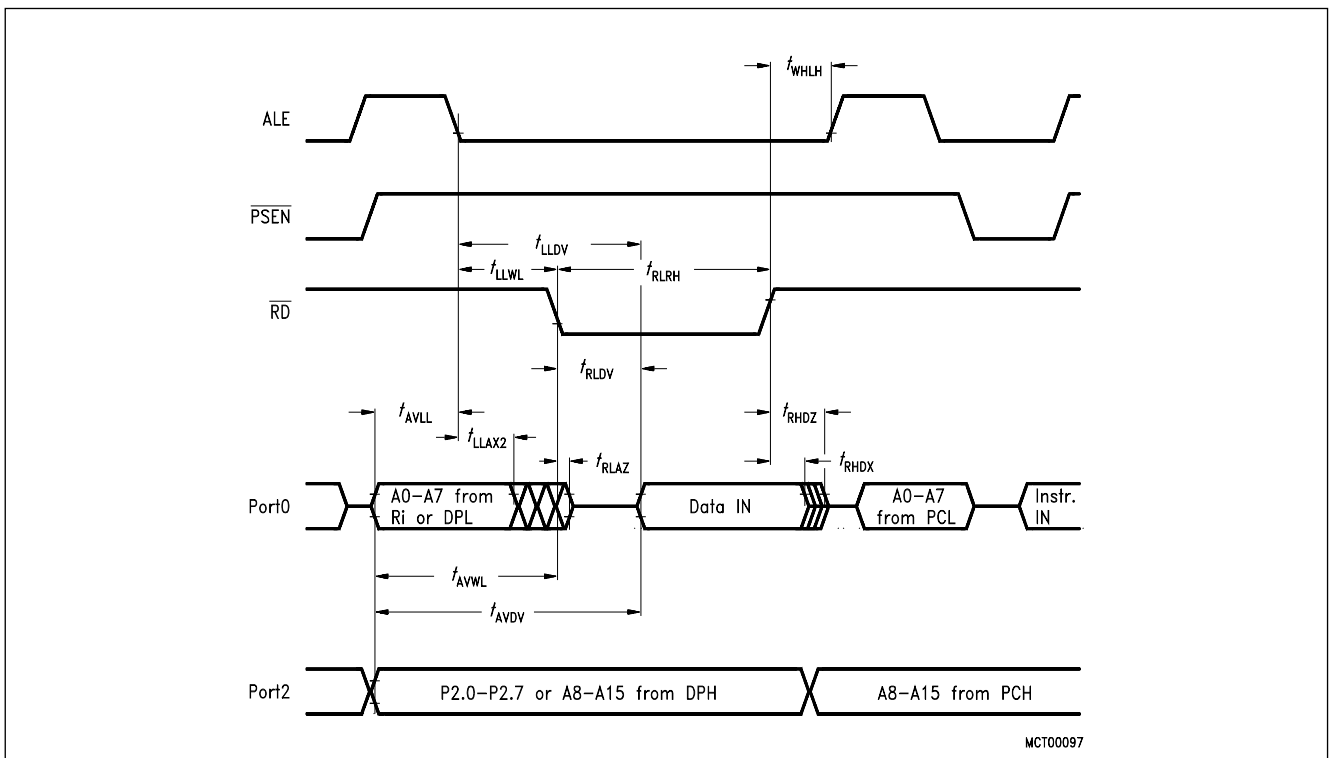 tWHLH
ALE
PSEN
tLLDV
tLLWL
tRLRH
RD
tRLDV
tAVLL
tLLAX2
tRHDZ
tRLAZ
tRHDX
Port0
A0–A7 from
Ri or DPL
Data IN
A0–A7
from PCL
Instr.
IN
tAVWL
tAVDV
Port2
P2.0–P2.7 or A8–A15 from DPH
A8–A15 from PCH
MCT00097